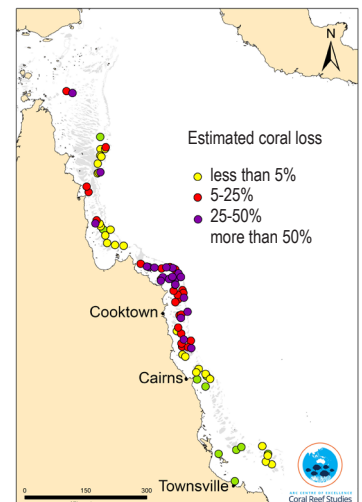 N
Estimated coral loss
less than 5%
5-25%
25-50%
more than 50%
Cooktown
Cairns
Townsville
0 150 300
ARC CENTRE OF EXCELLENCE
Coral Reef Studies